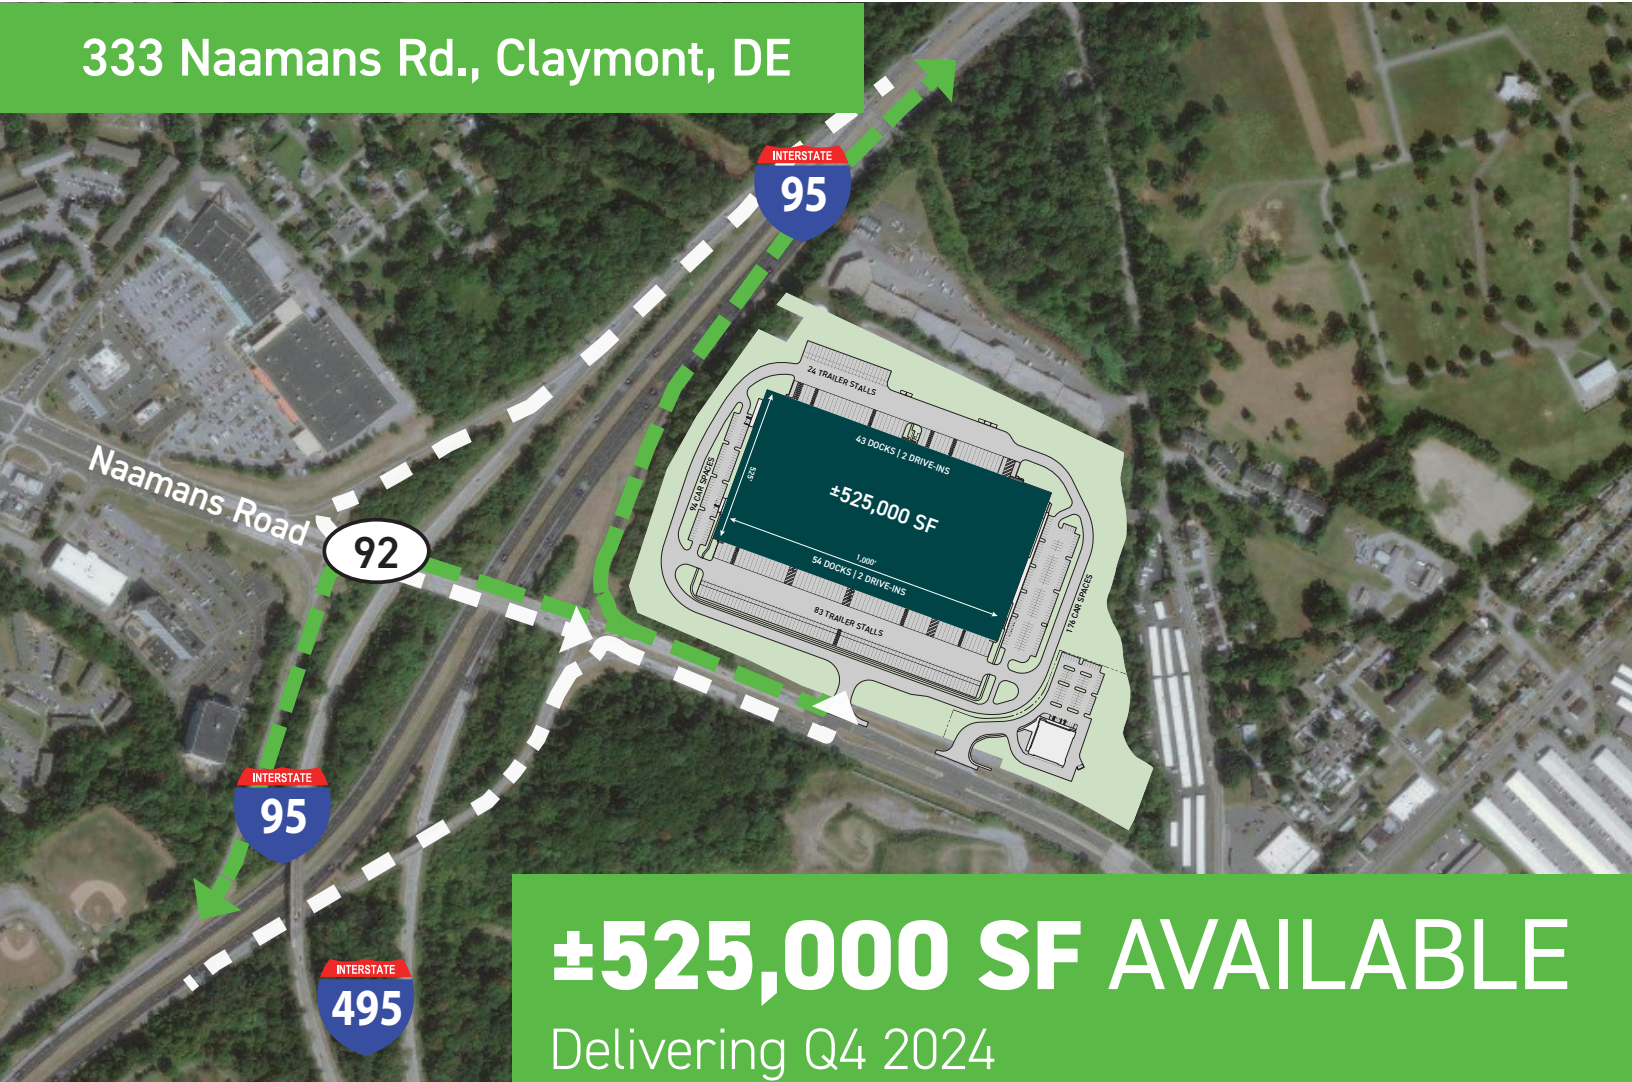 333 Naamans Rd., Claymont, DE
INTERSTATE
95
24 TRAILER STALLS
43 DOCKS | 2 DRIVE-INS
94 CAR SPACES
525'
±525,000 SF
Naamans Road
92
1,000'
54 DOCKS | 2 DRIVE-INS
83 TRAILER STALLS
176 CAR SPACES
INTERSTATE
95
INTERSTATE
495
±525,000 SF AVAILABLE
Delivering Q4 2024